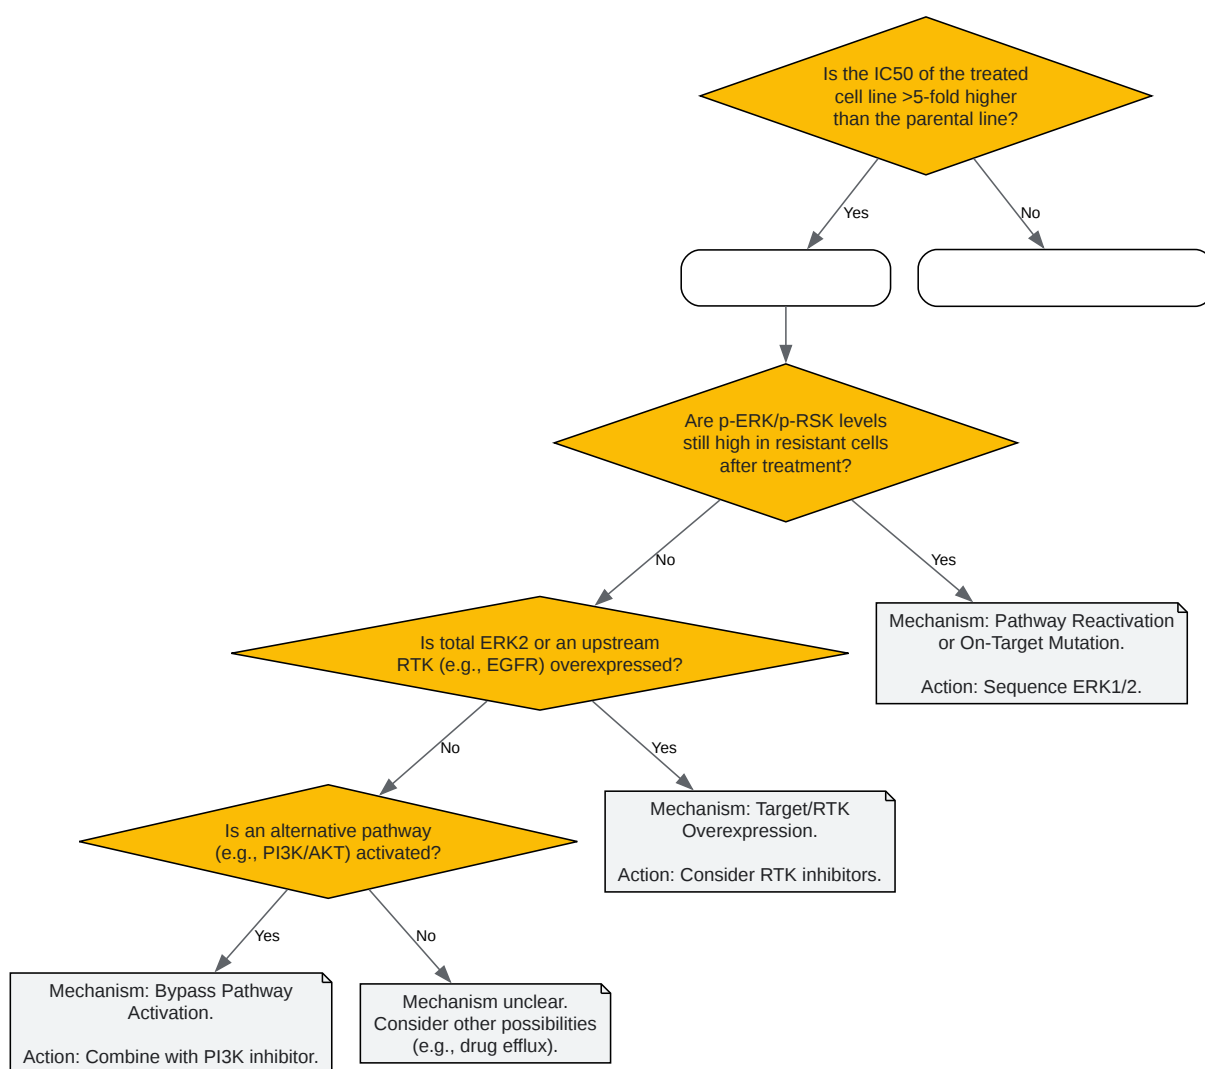 Is the IC50 of the treated
cell line >5-fold higher
than the parental line?
Yes
No
Are p-ERK/p-RSK levels
still high in resistant cells
after treatment?
No
Yes
Is total ERK2 or an upstream
RTK (e.g., EGFR) overexpressed?
Mechanism: Pathway Reactivation
or On-Target Mutation.
Action: Sequence ERK1/2.
No
Yes
Is an alternative pathway
(e.g., PI3K/AKT) activated?
Mechanism: Target/RTK
Overexpression.
Action: Consider RTK inhibitors.
Yes
No
Mechanism: Bypass Pathway
Activation.
Action: Combine with PI3K inhibitor.
Mechanism unclear.
Consider other possibilities
(e.g., drug efflux).